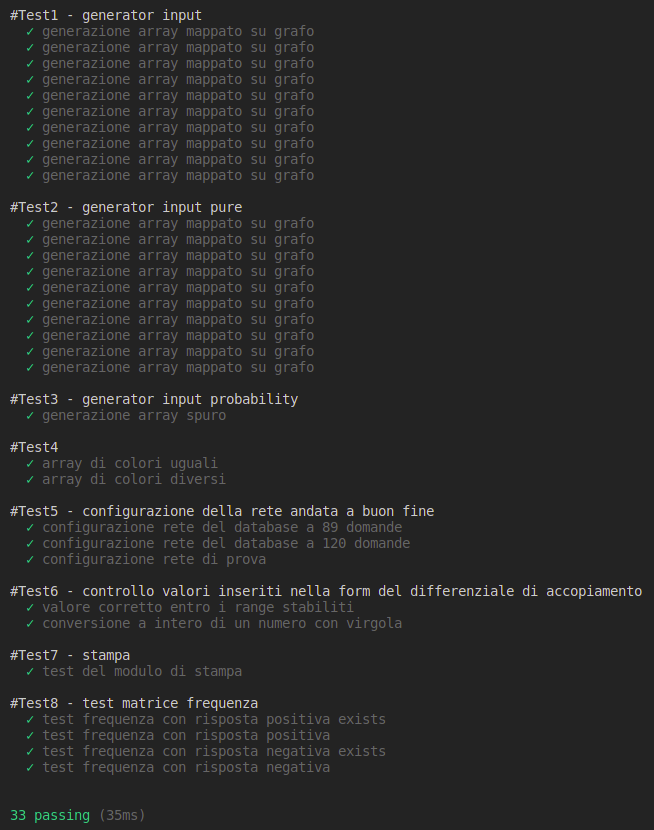 #Test1 - generator input
✓ generazione array mappato su grafo
✓ generazione array mappato su grafo
✓ generazione array mappato su grafo
✓ generazione array mappato su grafo
✓ generazione array mappato su grafo
✓ generazione array mappato su grafo
✓ generazione array mappato su grafo
✓ generazione array mappato su grafo
✓ generazione array mappato su grafo
✓ generazione array mappato su grafo
#Test2 - generator input pure
✓ generazione array mappato su grafo
✓ generazione array mappato su grafo
✓ generazione array mappato su grafo
✓ generazione array mappato su grafo
✓ generazione array mappato su grafo
✓ generazione array mappato su grafo
✓ generazione array mappato su grafo
✓ generazione array mappato su grafo
✓ generazione array mappato su grafo
✓ generazione array mappato su grafo
#Test3 - generator input probability
✓ generazione array spuro
#Test4
✓ array di colori uguali
✓ array di colori diversi
#Test5 - configurazione della rete andata a buon fine
✓ configurazione rete del database a 89 domande
✓ configurazione rete del database a 120 domande
✓ configurazione rete di prova
#Test6 - controllo valori inseriti nella form del differenziale di accopiamento
✓ valore corretto entro i range stabiliti
✓ conversione a intero di un numero con virgola
#Test7 - stampa
✓ test del modulo di stampa
#Test8 - test matrice frequenza
✓ test frequenza con risposta positiva exists
✓ test frequenza con risposta positiva
✓ test frequenza con risposta negativa exists
✓ test frequenza con risposta negativa
33 passing (35ms)